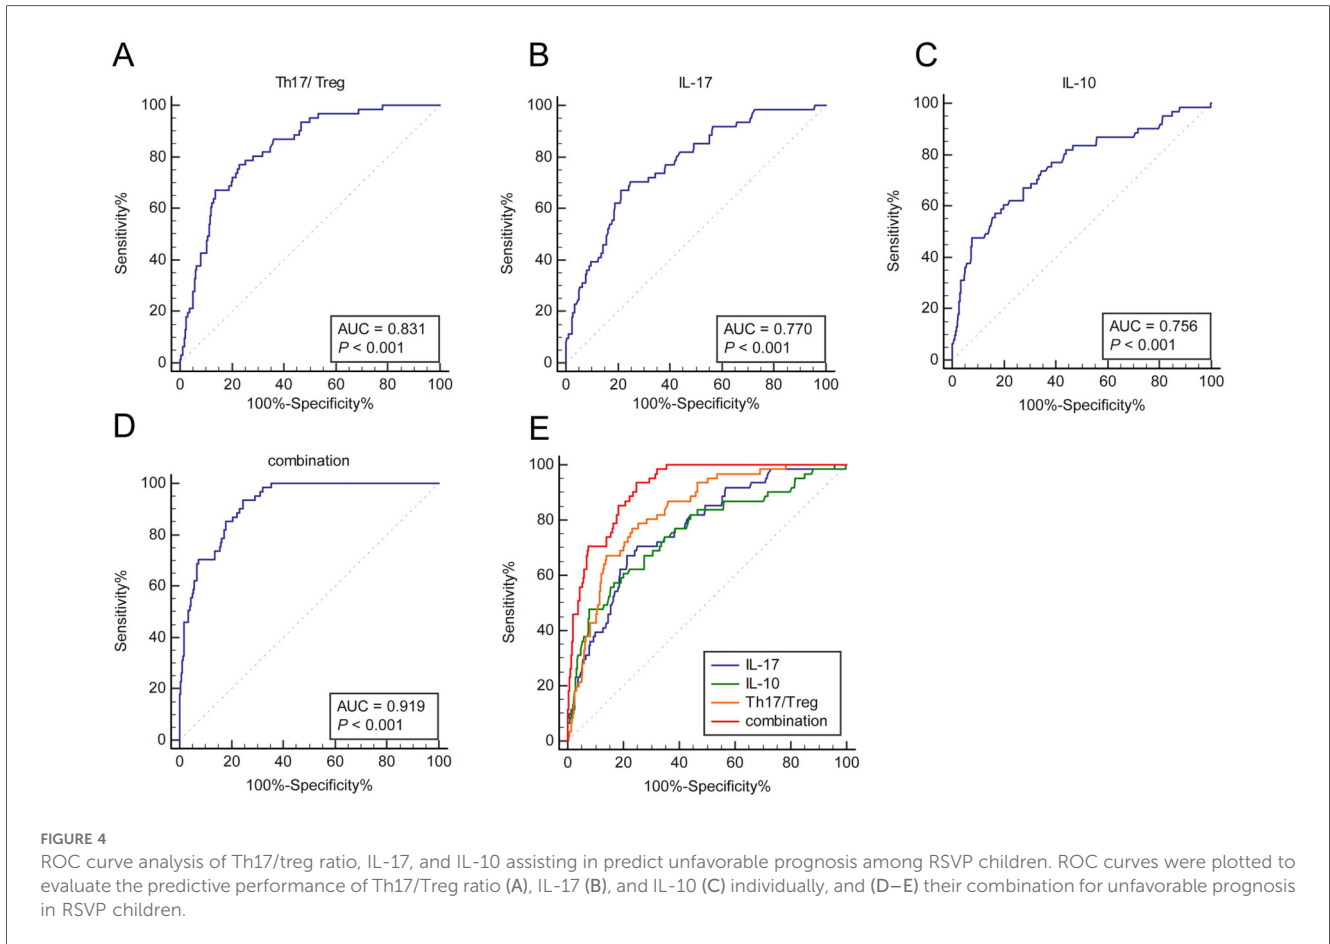 A
Th17/ Treg
100
80
60
40
20
0
Sensitivity%
AUC = 0.831
P < 0.001
0 20 40 60 80 100
100%-Specificity%
B
IL-17
100
80
60
40
20
0
Sensitivity%
AUC = 0.770
P < 0.001
0 20 40 60 80 100
100%-Specificity%
C
IL-10
100
80
60
40
20
0
Sensitivity%
AUC = 0.756
P < 0.001
0 20 40 60 80 100
100%-Specificity%
D
combination
100
80
60
40
20
0
Sensitivity%
AUC = 0.919
P < 0.001
0 20 40 60 80 100
100%-Specificity%
E
100
80
60
40
20
0
Sensitivity%
IL-17
IL-10
Th17/Treg
combination
0 20 40 60 80 100
100%-Specificity%
FIGURE 4
ROC curve analysis of Th17/treg ratio, IL-17, and IL-10 assisting in predict unfavorable prognosis among RSVP children. ROC curves were plotted to
evaluate the predictive performance of Th17/Treg ratio (A), IL-17 (B), and IL-10 (C) individually, and (D–E) their combination for unfavorable prognosis
in RSVP children.